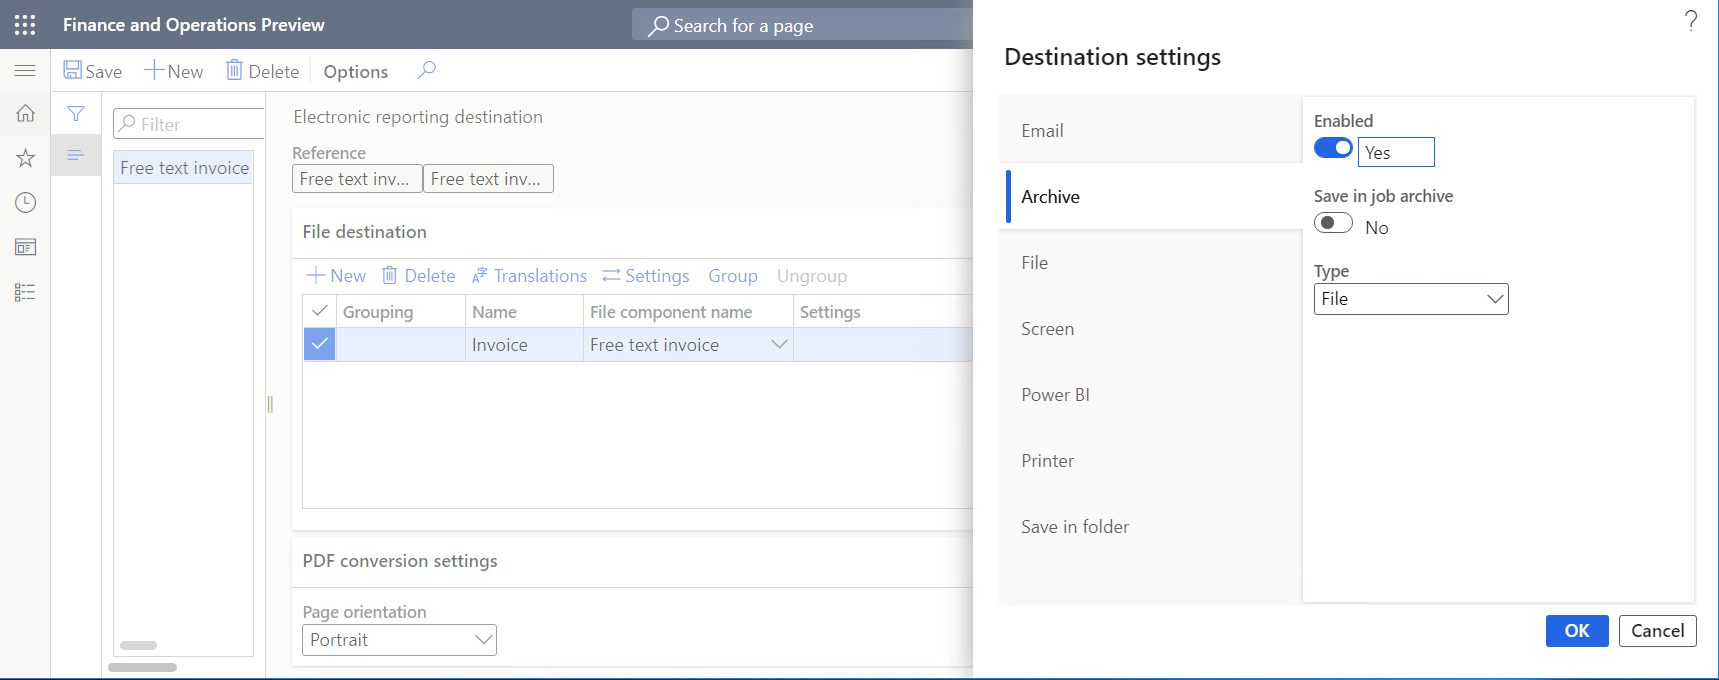 Finance and Operations Preview
Search for a page
?
Save
New
Delete
Options
Filter
Free text invoice
Electronic reporting destination
Reference
Free text inv...
Free text inv...
File destination
New
Delete
Translations
Settings
Group
Ungroup
Grouping
Name
File component name
Settings
Invoice
Free text invoice
PDF conversion settings
Page orientation
Portrait
Destination settings
Email
Archive
File
Screen
Power BI
Printer
Save in folder
Enabled
Yes
Save in job archive
No
Type
File
OK
Cancel